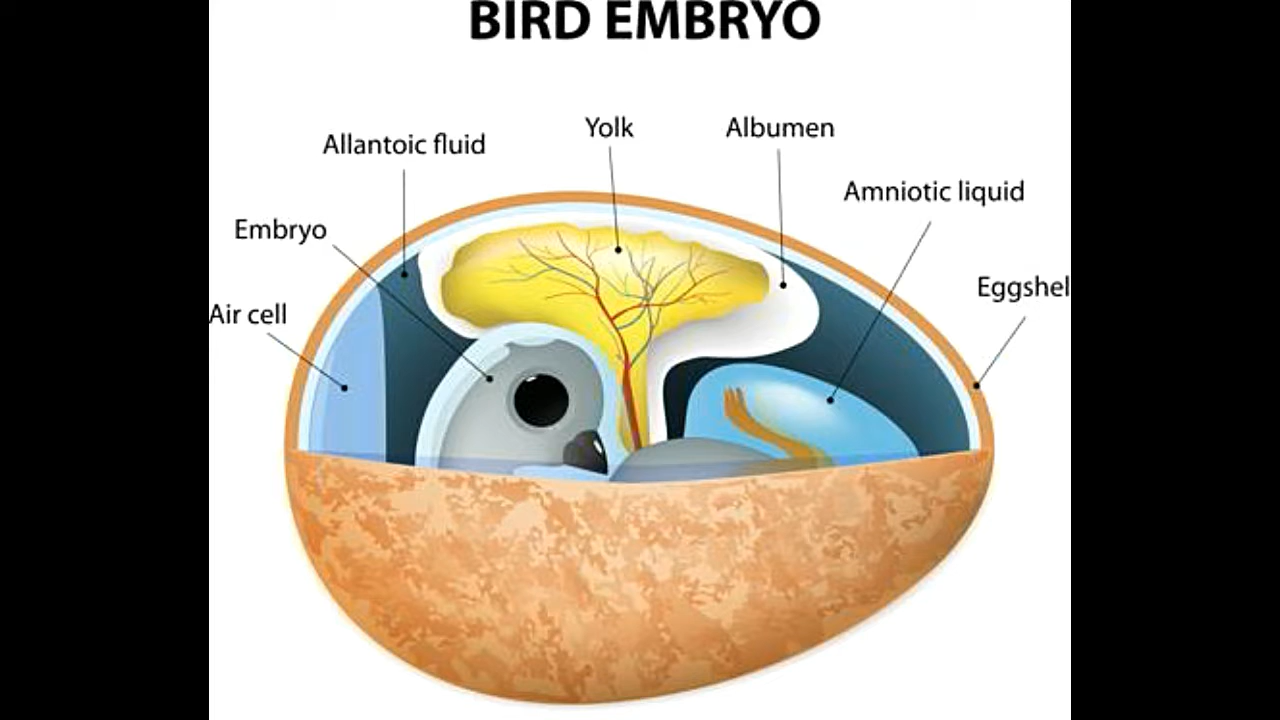 BIRD EMBRYO
Yolk
Albumen
Allantoic fluid
Amniotic liquid
Embryo
Eggshel
Air cell